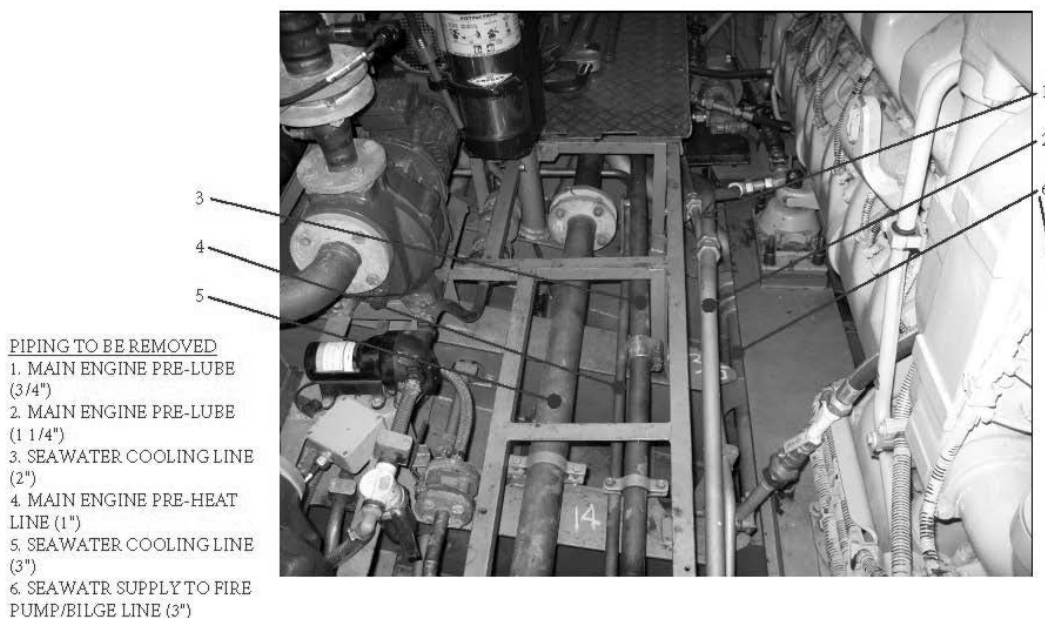 INSTRUCTIONS
1
2
6
3
4
5
14
PIPING TO BE REMOVED
1. MAIN ENGINE PRE-LUBE
(3/4")
2. MAIN ENGINE PRE-LUBE
(1 1/4")
3. SEAWATER COOLING LINE
(2")
4. MAIN ENGINE PRE-HEAT
LINE (1")
5. SEAWATER COOLING LINE
(3")
6. SEAWATR SUPPLY TO FIRE
PUMP/BILGE LINE (3")